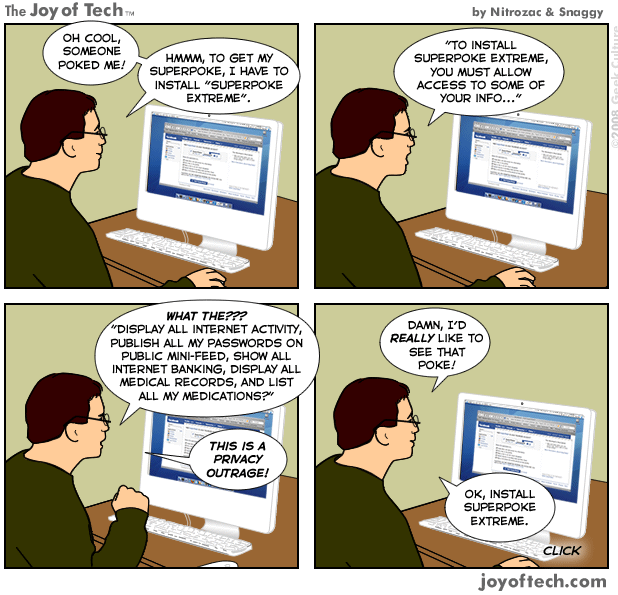 The Joy of Tech™
by Nitrozac & Snaggy
OH COOL,
SOMEONE
POKED ME!
HMMM, TO GET MY
SUPERPOKE, I HAVE TO
INSTALL "SUPERPOKE
EXTREME".
"TO INSTALL
SUPERPOKE EXTREME,
YOU MUST ALLOW
ACCESS TO SOME OF
YOUR INFO..."
©2008 Geek Culture
WHAT THE???
"DISPLAY ALL INTERNET ACTIVITY,
PUBLISH ALL MY PASSWORDS ON
PUBLIC MINI-FEED, SHOW ALL
INTERNET BANKING, DISPLAY ALL
MEDICAL RECORDS, AND LIST
ALL MY MEDICATIONS?"
THIS IS A
PRIVACY
OUTRAGE!
DAMN, I'D
REALLY LIKE TO
SEE THAT
POKE!
OK, INSTALL
SUPERPOKE
EXTREME.
CLICK
joyoftech.com